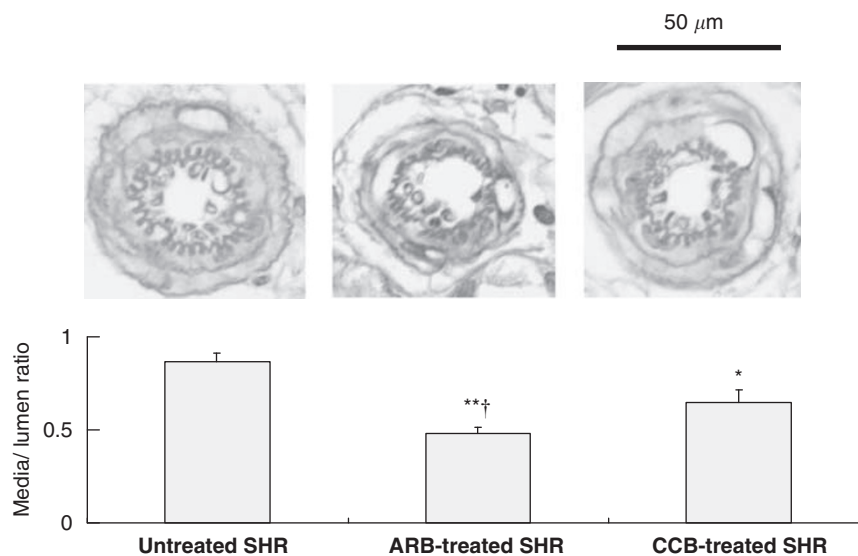 50 μm
Media/ lumen ratio
1
0.5
0
**†
*
Untreated SHR
ARB-treated SHR
CCB-treated SHR